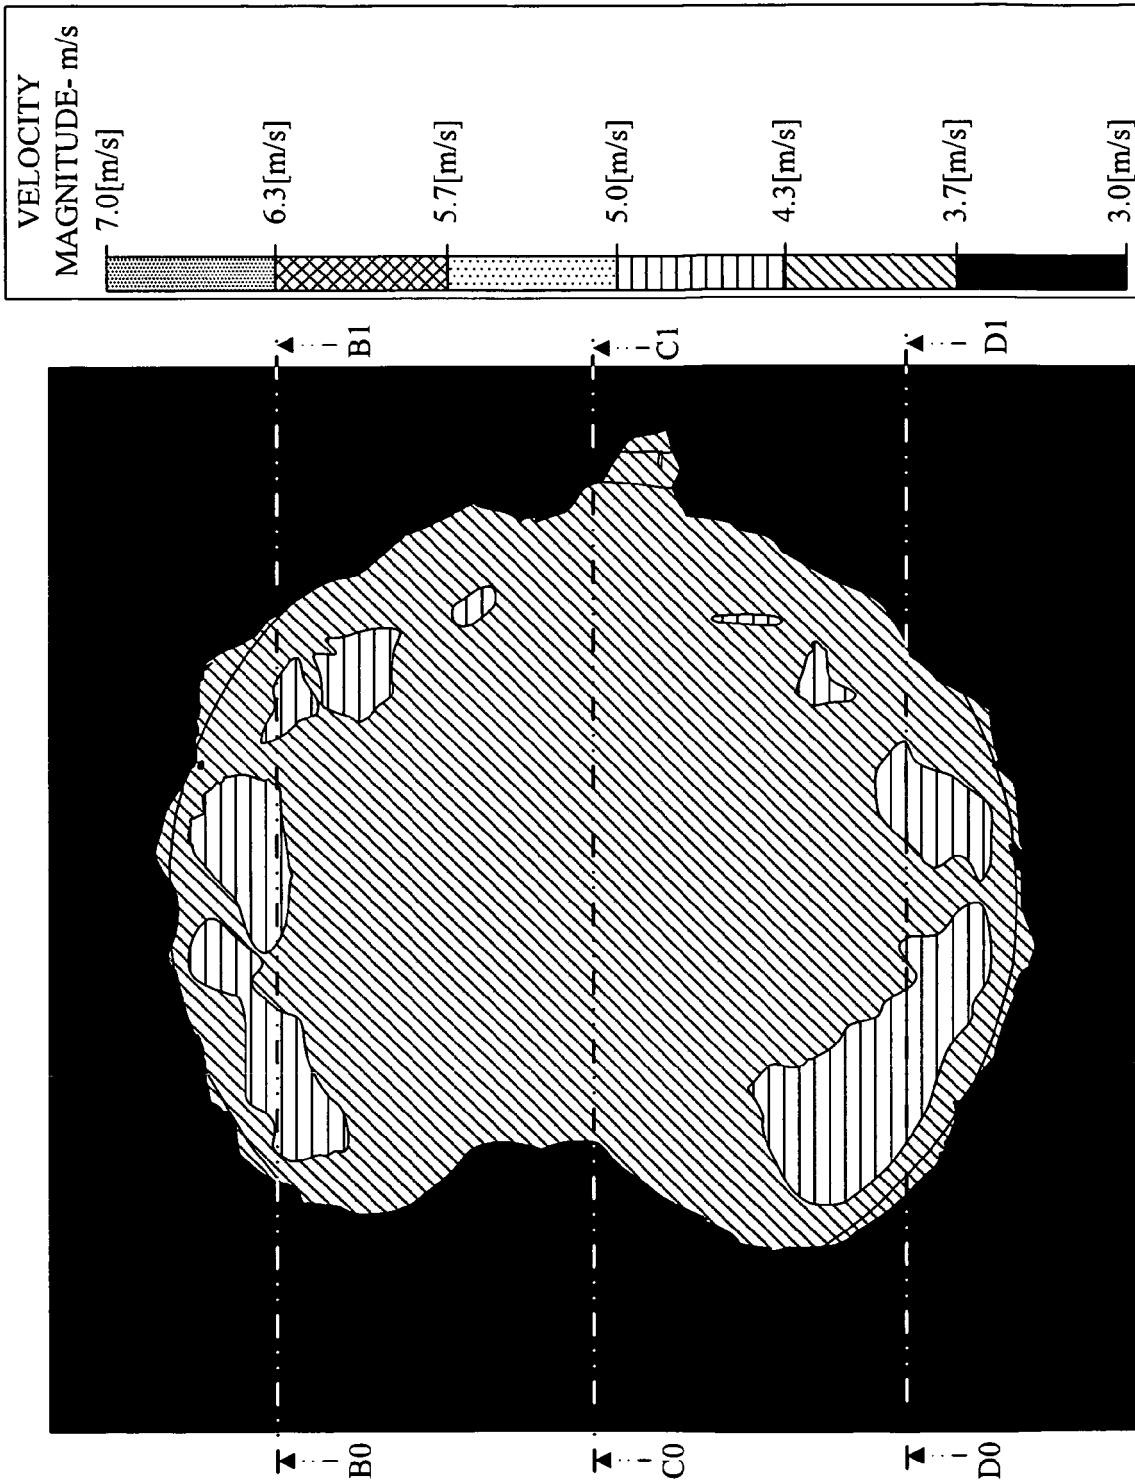 VELOCITY
MAGNITUDE- m/s
7.0[m/s]
6.3[m/s]
5.7[m/s]
5.0[m/s]
4.3[m/s]
3.7[m/s]
3.0[m/s]
B1
C1
D1
B0
C0
D0